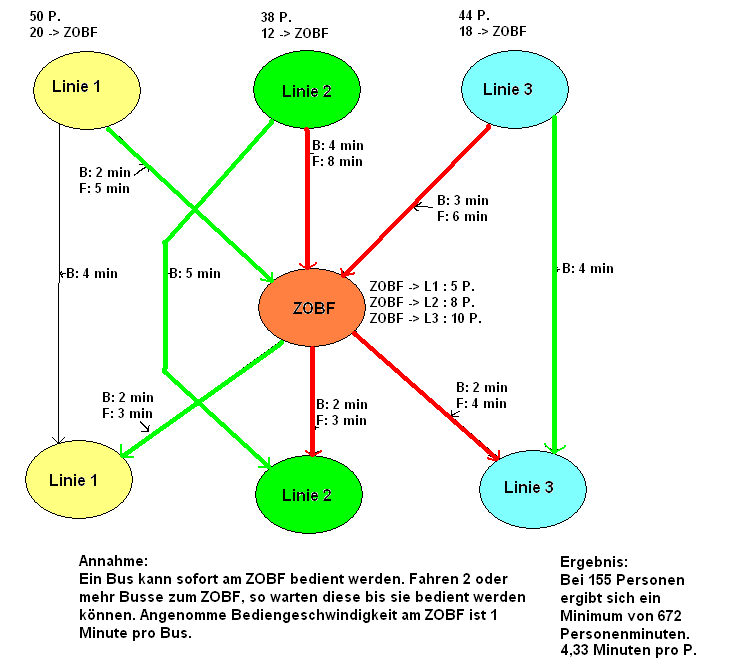 50 P.
20 -> ZOBF
38 P.
12 -> ZOBF
44 P.
18 -> ZOBF
Linie 1
Linie 2
Linie 3
B: 2 min
F: 5 min
B: 4 min
F: 8 min
B: 3 min
F: 6 min
B: 4 min
B: 5 min
B: 4 min
ZOBF
ZOBF -> L1 : 5 P.
ZOBF -> L2 : 8 P.
ZOBF -> L3 : 10 P.
B: 2 min
F: 3 min
B: 2 min
F: 3 min
B: 2 min
F: 4 min
Linie 1
Linie 2
Linie 3
Annahme:
Ein Bus kann sofort am ZOBF bedient werden. Fahren 2 oder
mehr Busse zum ZOBF, so warten diese bis sie bedient werden
können. Angenomme Bediengeschwindigkeit am ZOBF ist 1
Minute pro Bus.
Ergebnis:
Bei 155 Personen
ergibt sich ein
Minimum von 672
Personenminuten.
4,33 Minuten pro P.